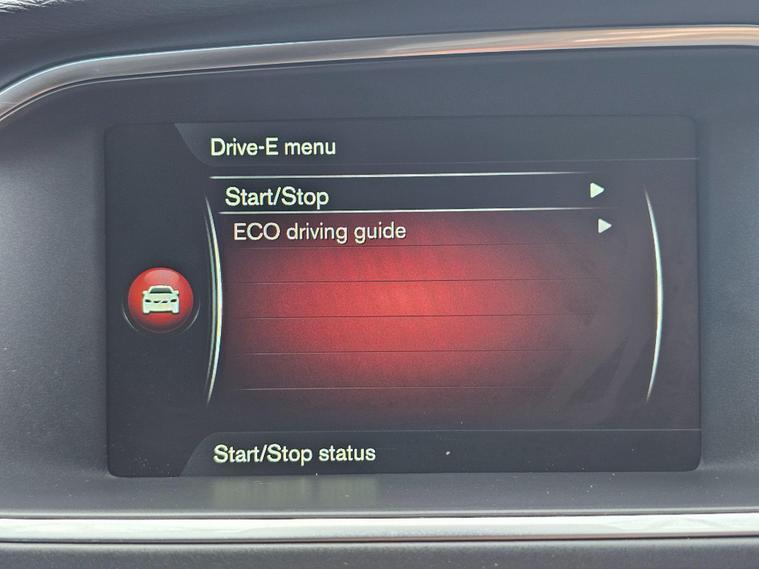 Drive-E menu
Start/Stop
ECO driving guide
Start/Stop status